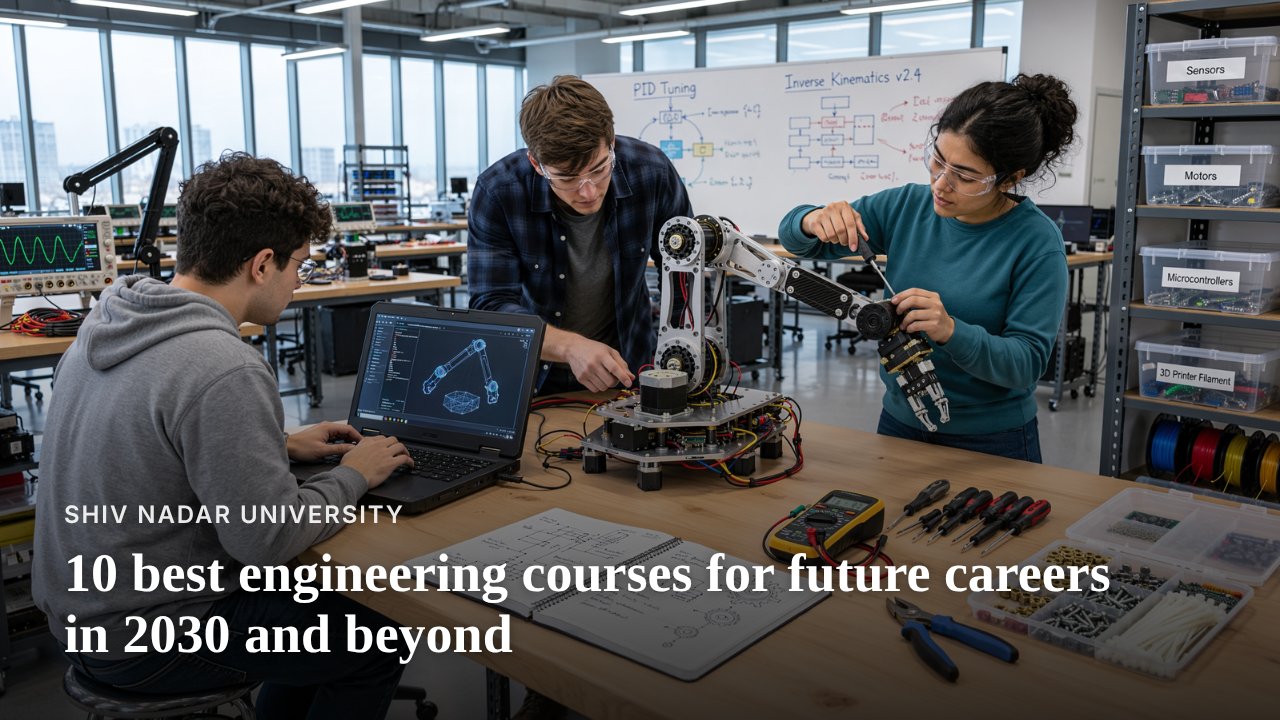 PID Tuning
Inverse Kinematics v2.4
Sensors
Motors
Microcontrollers
3D Printer Filament
SHIV NADAR UNIVERSITY
10 best engineering courses for future careers
in 2030 and beyond